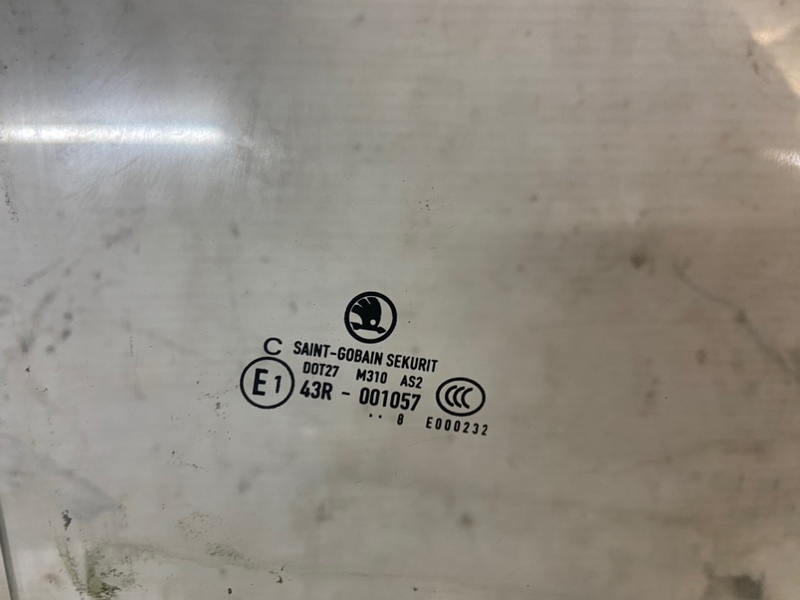 C SAINT-GOBAIN SEKURIT
DOT27 M310 AS2
E1 43R - 001057 CCC
.. 8 E000232